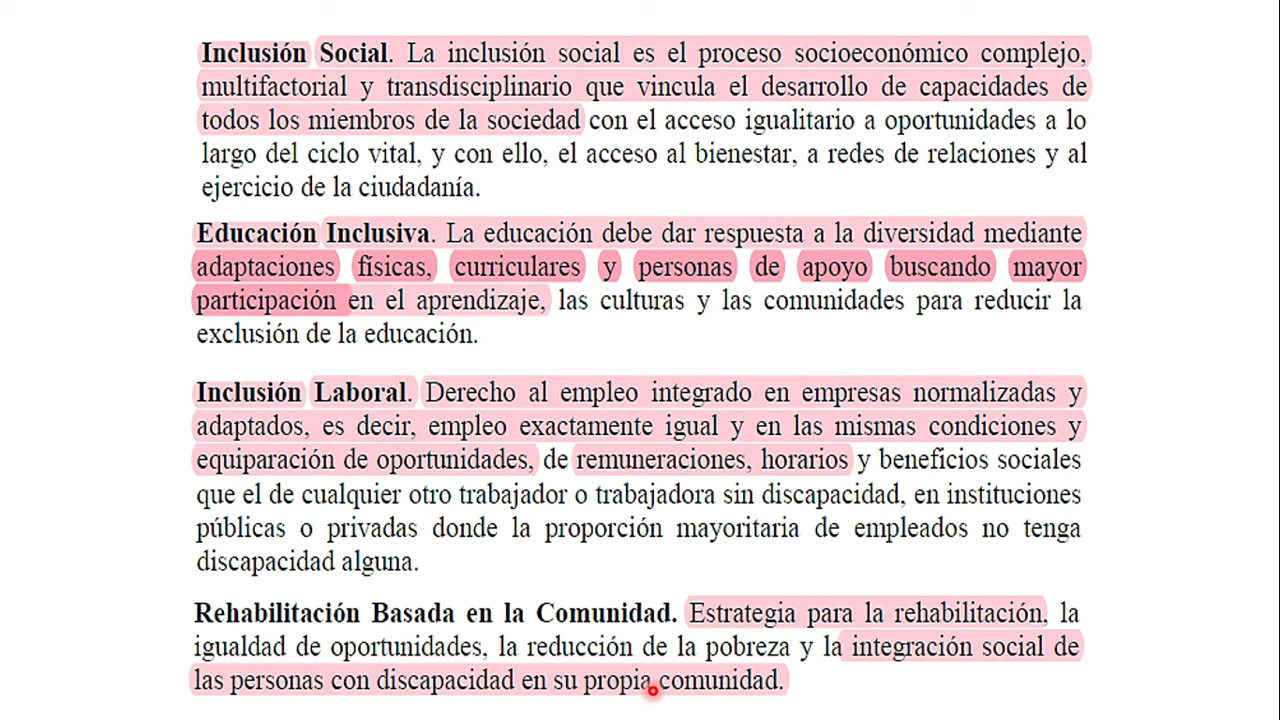 Inclusión Social. La inclusión social es el proceso socioeconómico complejo,
multifactorial y transdisciplinario que vincula el desarrollo de capacidades de
todos los miembros de la sociedad con el acceso igualitario a oportunidades a lo
largo del ciclo vital, y con ello, el acceso al bienestar, a redes de relaciones y al
ejercicio de la ciudadanía.
Educación Inclusiva. La educación debe dar respuesta a la diversidad mediante
adaptaciones físicas, curriculares y personas de apoyo buscando mayor
participación en el aprendizaje, las culturas y las comunidades para reducir la
exclusión de la educación.
Inclusión Laboral. Derecho al empleo integrado en empresas normalizadas y
adaptados, es decir, empleo exactamente igual y en las mismas condiciones y
equiparación de oportunidades, de remuneraciones, horarios y beneficios sociales
que el de cualquier otro trabajador o trabajadora sin discapacidad, en instituciones
públicas o privadas donde la proporción mayoritaria de empleados no tenga
discapacidad alguna.
Rehabilitación Basada en la Comunidad. Estrategia para la rehabilitación, la
igualdad de oportunidades, la reducción de la pobreza y la integración social de
las personas con discapacidad en su propia comunidad.